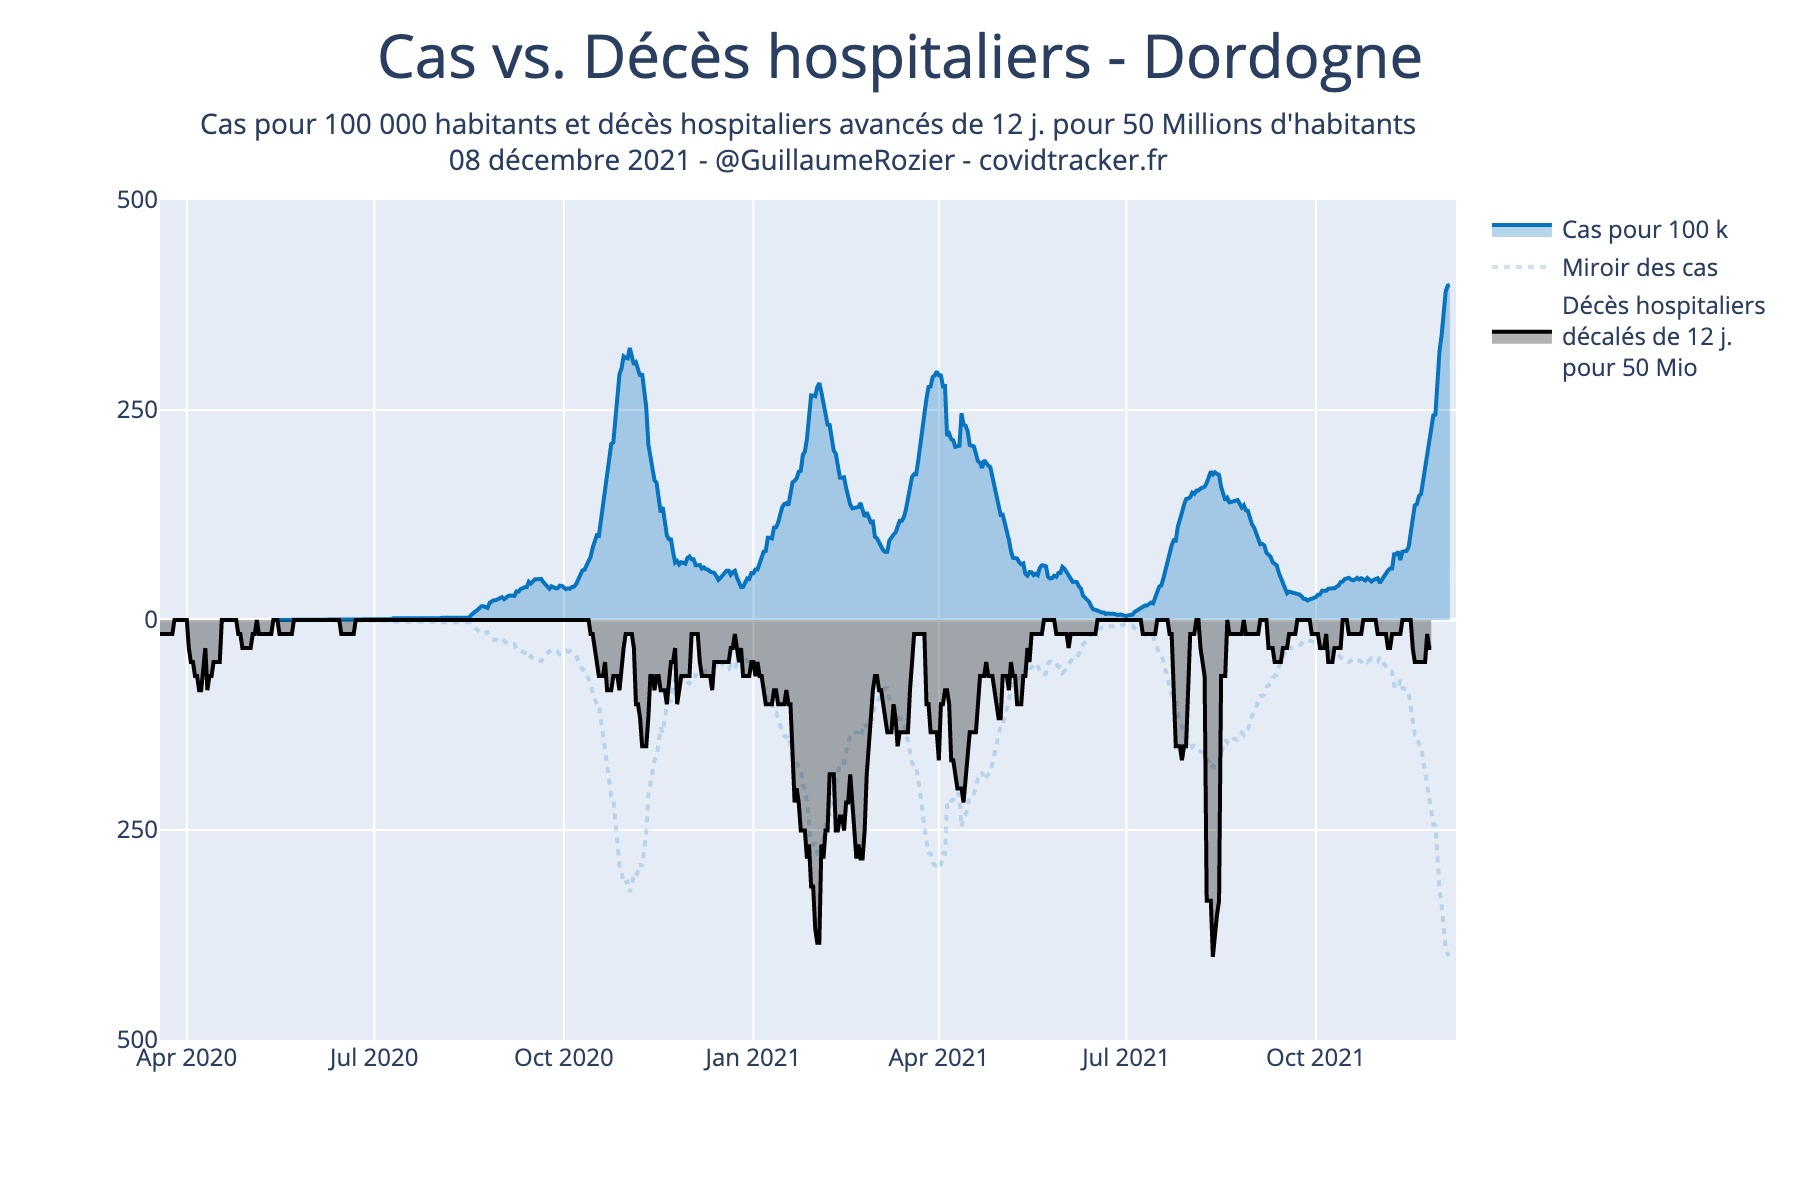 Cas vs. Décès hospitaliers - Dordogne
Cas pour 100 000 habitants et décès hospitaliers avancés de 12 j. pour 50 Millions d'habitants
08 décembre 2021 - @GuillaumeRozier - covidtracker.fr
500
250
0
250
500
Apr 2020
Jul 2020
Oct 2020
Jan 2021
Apr 2021
Jul 2021
Oct 2021
Cas pour 100 k
Miroir des cas
Décès hospitaliers
décalés de 12 j.
pour 50 Mio